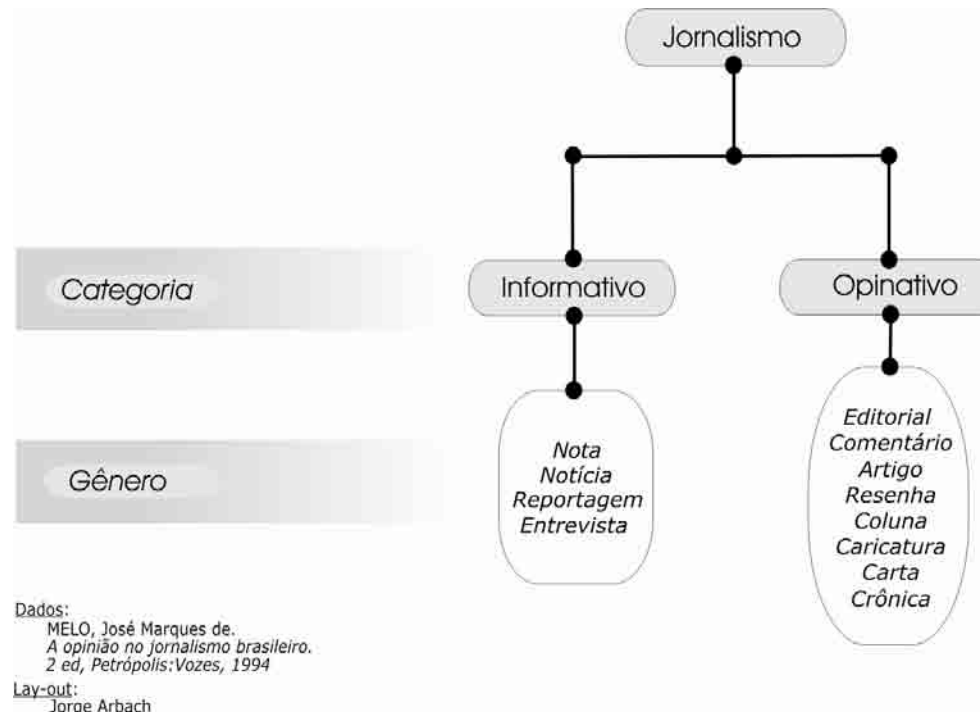 Jornalismo
Categoria
Informativo
Opinativo
Gênero
Nota
Notícia
Reportagem
Entrevista
Editorial
Comentário
Artigo
Resenha
Coluna
Caricatura
Carta
Crônica
Dados:
MELO, José Marques de.
A opinião no jornalismo brasileiro.
2 ed, Petrópolis:Vozes, 1994
Lay-out:
Jorge Arbach